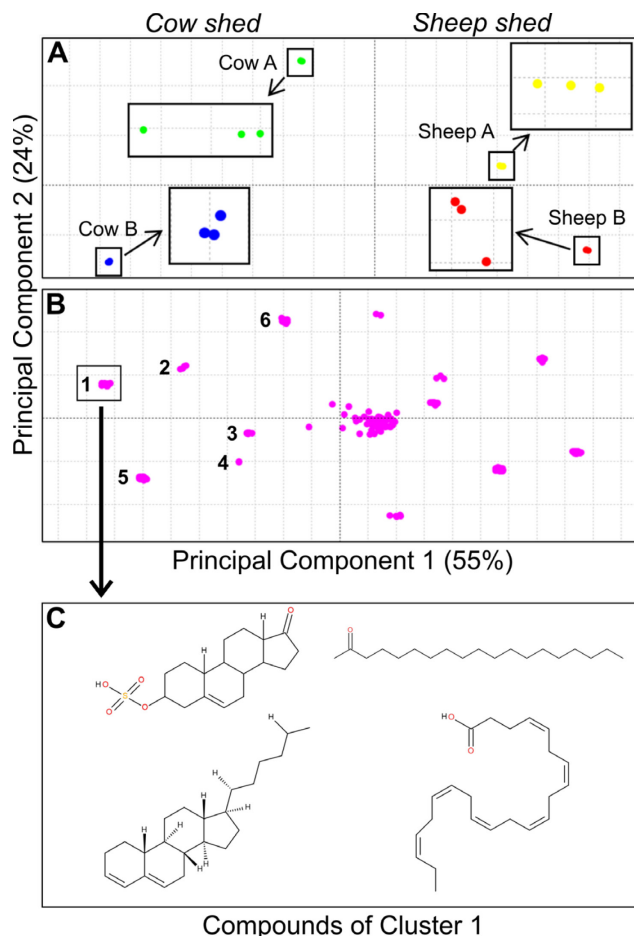 Cow shed Sheep shed
A
Cow A
Sheep A
Cow B
Sheep B
Principal Component 2 (24%)
B
6
2
1
3
4
5
Principal Component 1 (55%)
C
O
HO
O
S
O
O
H
H
O
H
H
H
H
H
H
H
HO
O
Compounds of Cluster 1